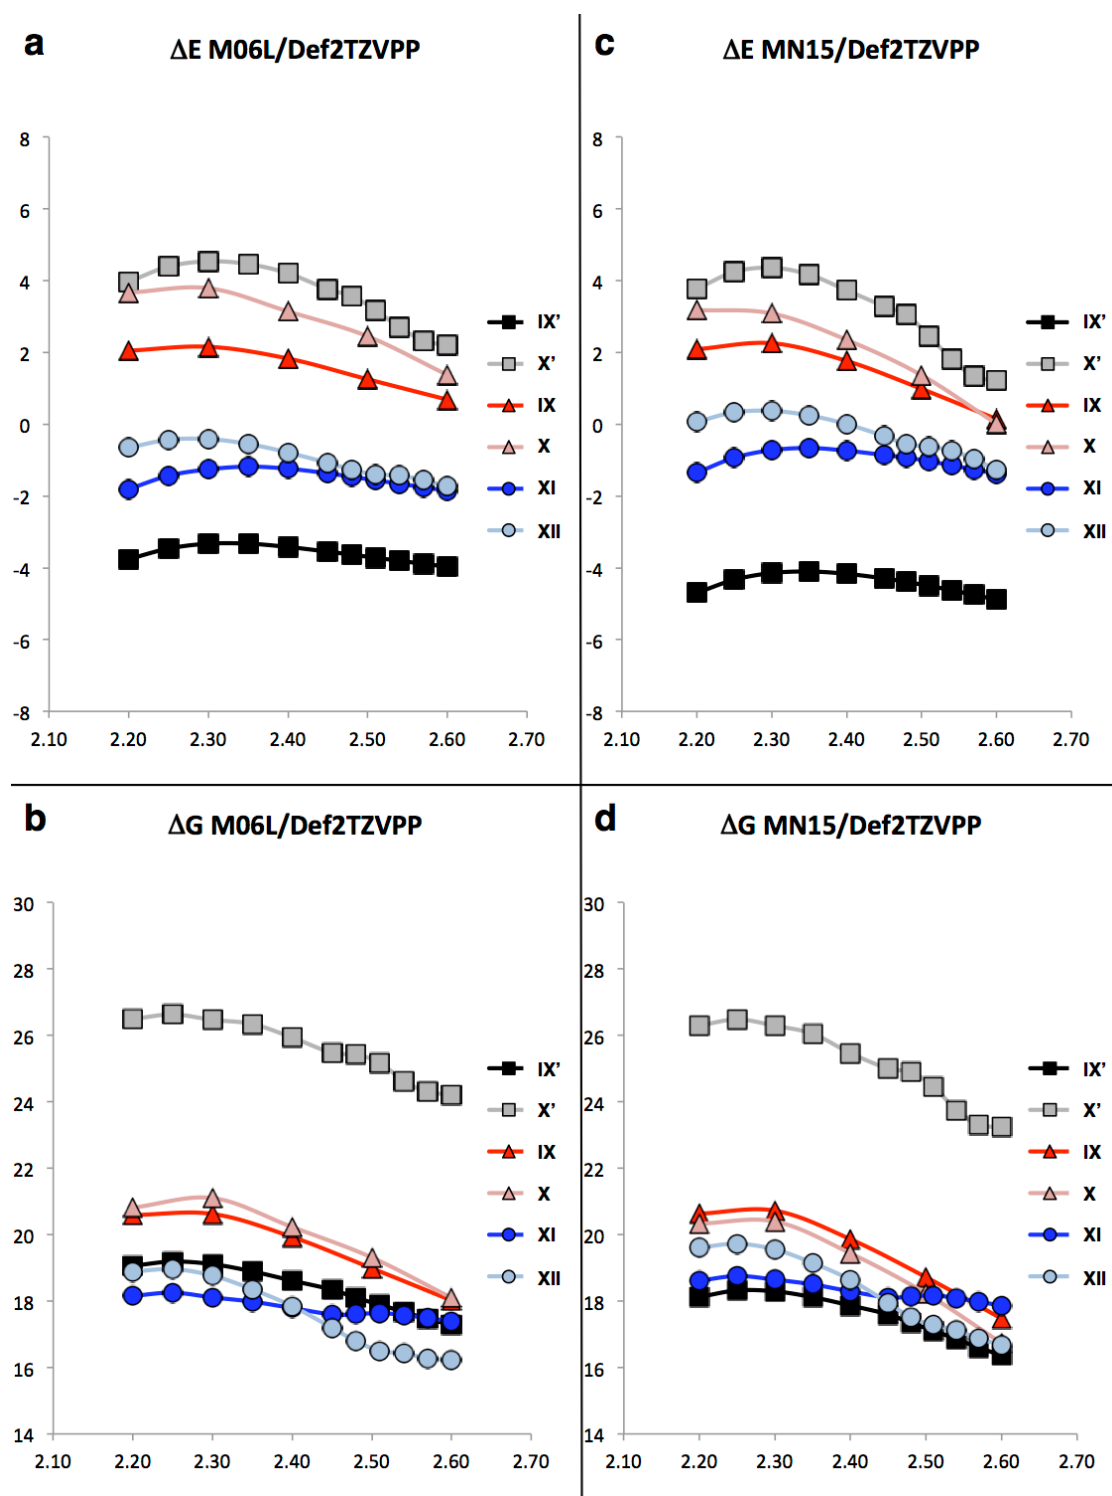 a
ΔE M06L/Def2TZVPP
8
6
4
2
0
-2
-4
-6
-8
2.10 2.20 2.30 2.40 2.50 2.60 2.70
IX'
X'
IX
X
XI
XII
c
ΔE MN15/Def2TZVPP
8
6
4
2
0
-2
-4
-6
-8
2.10 2.20 2.30 2.40 2.50 2.60 2.70
IX'
X'
IX
X
XI
XII
b
ΔG M06L/Def2TZVPP
30
28
26
24
22
20
18
16
14
2.10 2.20 2.30 2.40 2.50 2.60 2.70
IX'
X'
IX
X
XI
XII
d
ΔG MN15/Def2TZVPP
30
28
26
24
22
20
18
16
14
2.10 2.20 2.30 2.40 2.50 2.60 2.70
IX'
X'
IX
X
XI
XII